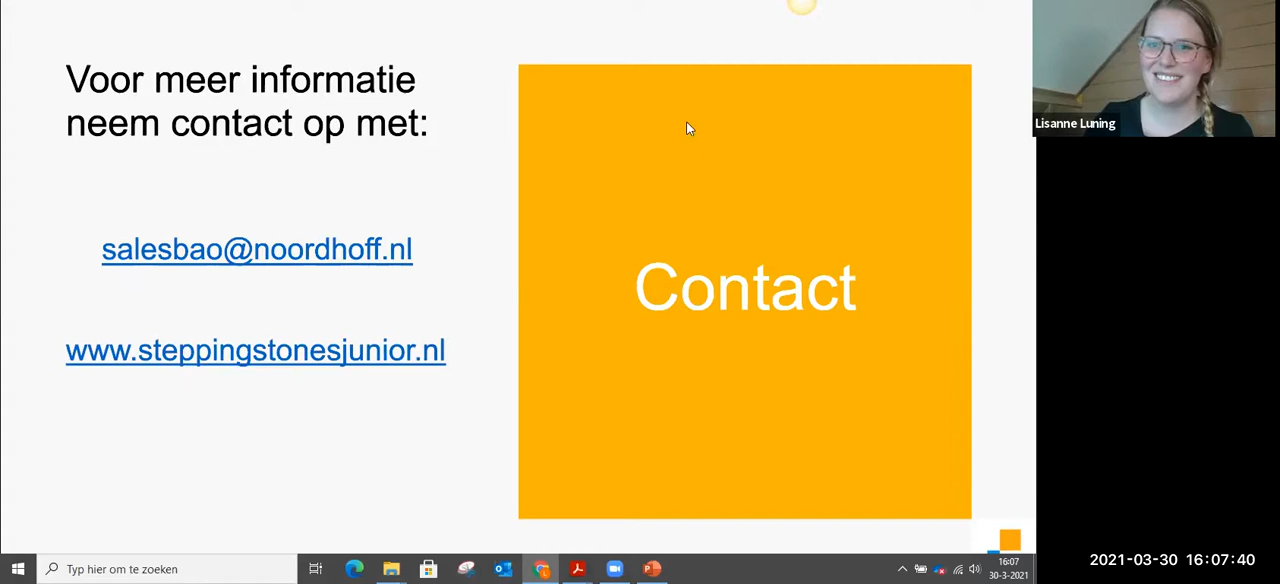 Voor meer informatie
neem contact op met:
salesbao@noordhoff.nl
www.steppingstonesjunior.nl
Contact
Lisanne Luning
Typ hier om te zoeken
16:07
30-3-2021
2021-03-30 16:07:40